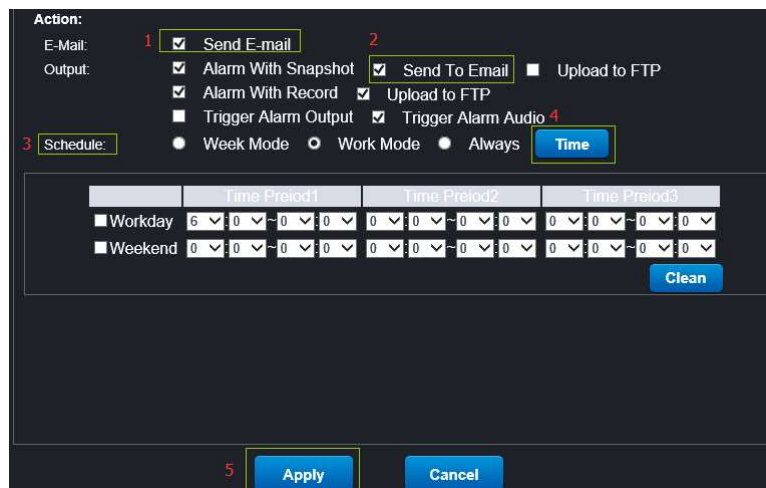 Action:
E-Mail: 1 Send E-mail 2
Output: Alarm With Snapshot Send To Email Upload to FTP
Alarm With Record Upload to FTP
Trigger Alarm Output Trigger Alarm Audio 4
3 Schedule: Week Mode Work Mode Always Time
Time Preiod1 Time Preiod2 Time Preiod3
Workday 6 : 0 ~ 0 : 0 0 : 0 ~ 0 : 0 0 : 0 ~ 0 : 0
Weekend 0 : 0 ~ 0 : 0 0 : 0 ~ 0 : 0 0 : 0 ~ 0 : 0
Clean
5 Apply Cancel